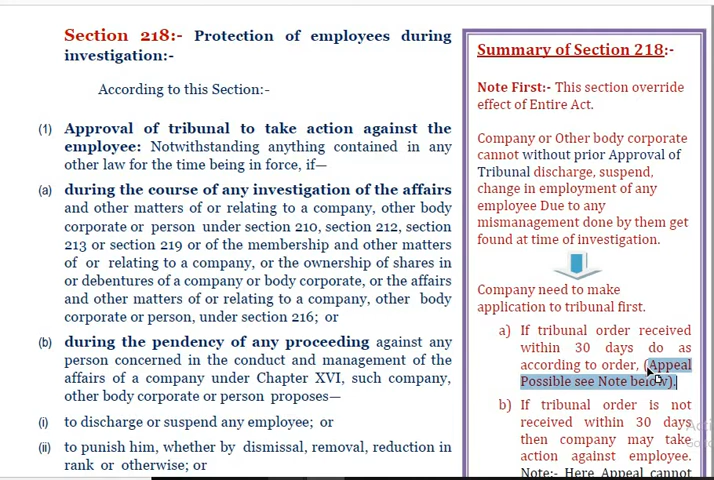 Section 218:- Protection of employees during
investigation:-
According to this Section:-
(1) Approval of tribunal to take action against the
employee: Notwithstanding anything contained in any
other law for the time being in force, if—
(a) during the course of any investigation of the affairs
and other matters of or relating to a company, other body
corporate or person under section 210, section 212, section
213 or section 219 or of the membership and other matters
of or relating to a company, or the ownership of shares in
or debentures of a company or body corporate, or the affairs
and other matters of or relating to a company, other body
corporate or person, under section 216; or
(b) during the pendency of any proceeding against any
person concerned in the conduct and management of the
affairs of a company under Chapter XVI, such company,
other body corporate or person proposes—
(i) to discharge or suspend any employee; or
(ii) to punish him, whether by dismissal, removal, reduction in
rank or otherwise; or
Summary of Section 218:-
Note First:- This section override
effect of Entire Act.
Company or Other body corporate
cannot without prior Approval of
Tribunal discharge, suspend,
change in employment of any
employee Due to any
mismanagement done by them get
found at time of investigation.
Company need to make
application to tribunal first.
a) If tribunal order received
within 30 days do as
according to order, (Appeal
Possible see Note below).
b) If tribunal order is not
received within 30 days
then company may take
action against employee.
Note:- Here Appeal cannot